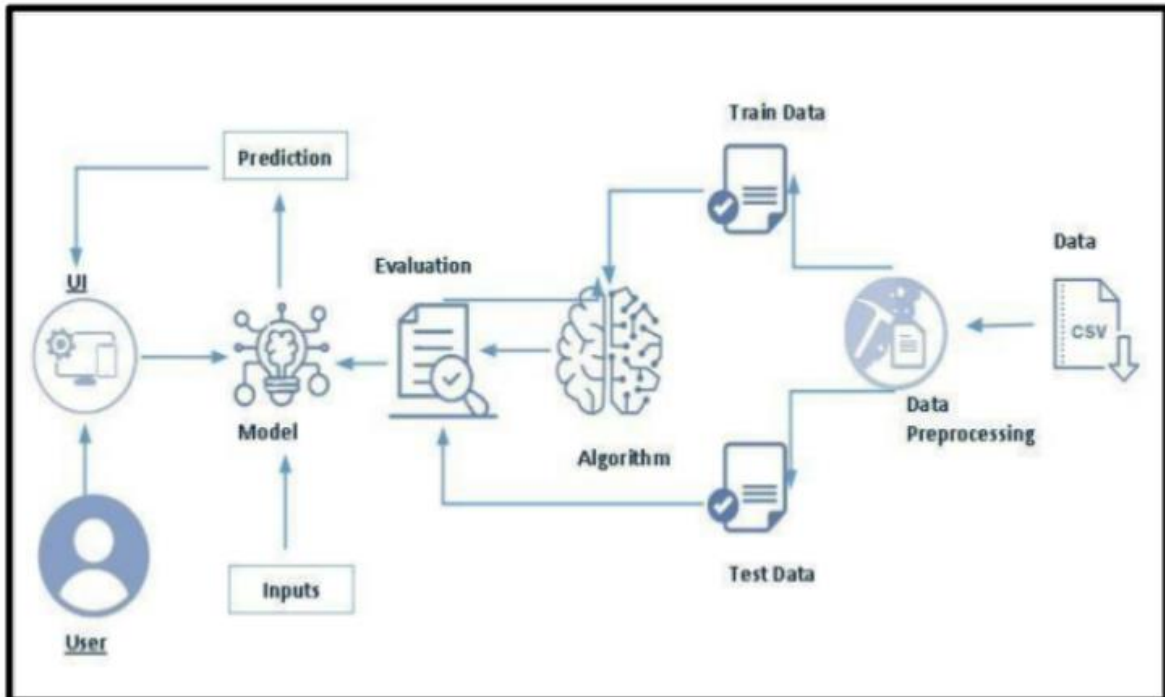 Train Data
Prediction
Data
Evaluation
UI
CSV
Data
Preprocessing
Model
Algorithm
Inputs
Test Data
User